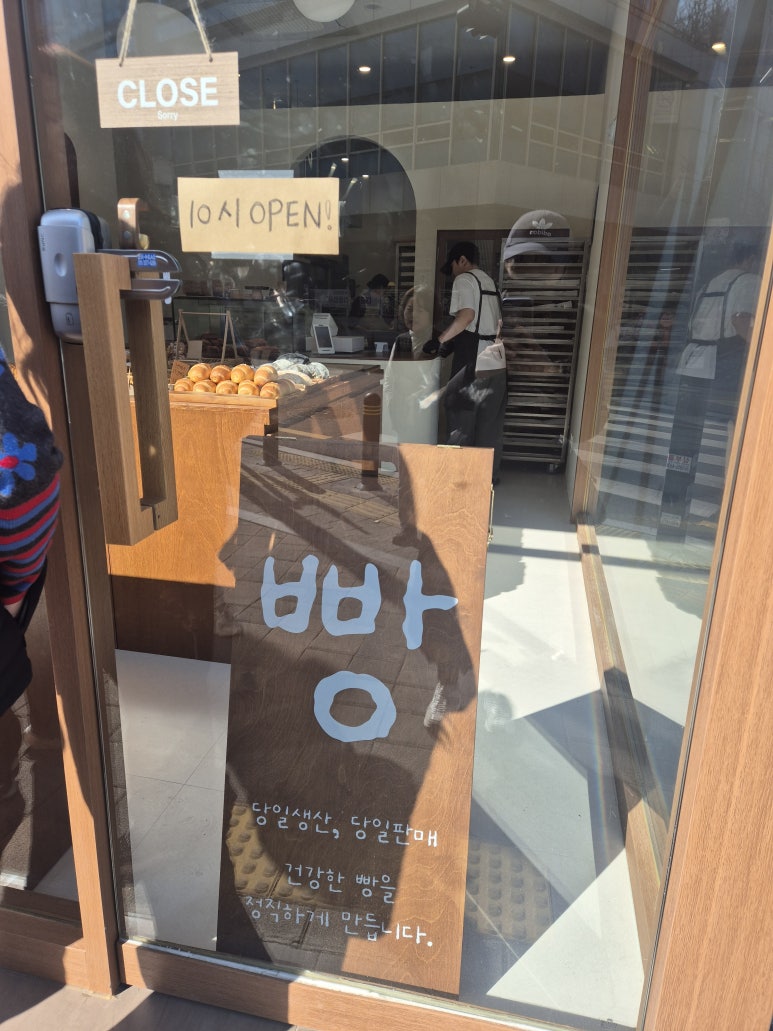 CLOSE
Sorry
10시 OPEN!
빵
당일생산, 당일판매
건강한 빵을
정직하게 만듭니다.